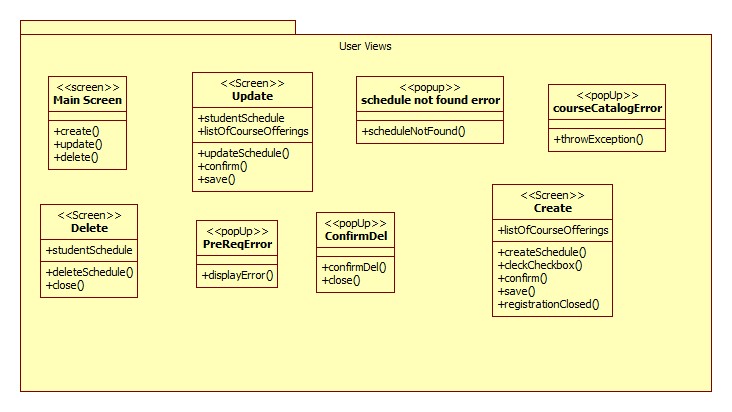 User Views
<<screen>>
Main Screen
+create()
+update()
+delete()
<<Screen>>
Update
+studentSchedule
+listOfCourseOfferings
+updateSchedule()
+confirm()
+save()
<<popup>>
schedule not found error
+scheduleNotFound()
<<popUp>>
courseCatalogError
+throwException()
<<Screen>>
Delete
+studentSchedule
+deleteSchedule()
+close()
<<popUp>>
PreReqError
+displayError()
<<popUp>>
ConfirmDel
+confirmDel()
+close()
<<Screen>>
Create
+listOfCourseOfferings
+createSchedule()
+cleckCheckbox()
+confirm()
+save()
+registrationClosed()